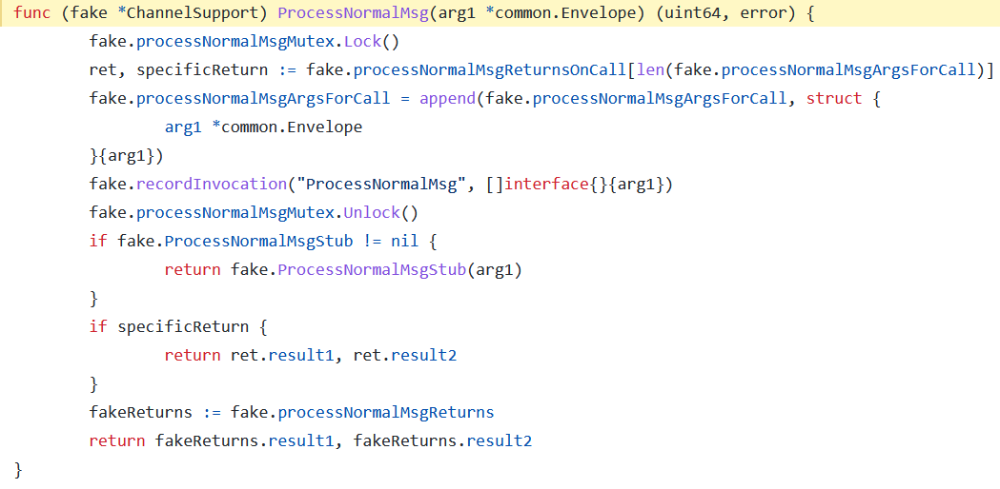 func (fake *ChannelSupport) ProcessNormalMsg(arg1 *common.Envelope) (uint64, error) {
fake.processNormalMsgMutex.Lock()
ret, specificReturn := fake.processNormalMsgReturnsOnCall[len(fake.processNormalMsgArgsForCall)]
fake.processNormalMsgArgsForCall = append(fake.processNormalMsgArgsForCall, struct {
arg1 *common.Envelope
}{arg1})
fake.recordInvocation("ProcessNormalMsg", []interface{}{arg1})
fake.processNormalMsgMutex.Unlock()
if fake.ProcessNormalMsgStub != nil {
return fake.ProcessNormalMsgStub(arg1)
}
if specificReturn {
return ret.result1, ret.result2
}
fakeReturns := fake.processNormalMsgReturns
return fakeReturns.result1, fakeReturns.result2
}